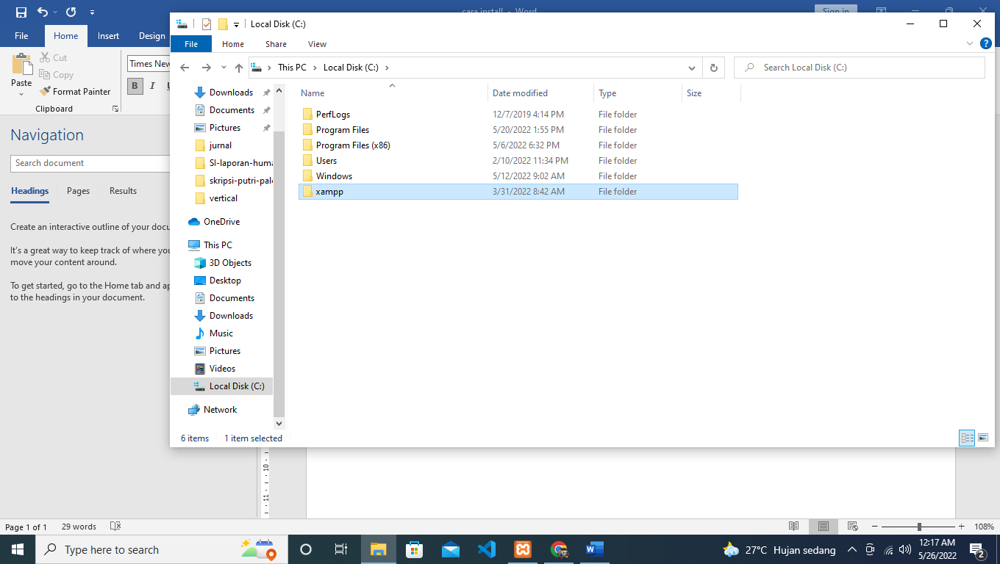 cara install - Word
Sign in
File Home Insert Design
Paste
Cut
Copy
Format Painter
Clipboard
Times New
B I U
Navigation
Search document
Headings Pages Results
Create an interactive outline of your docu
It's a great way to keep track of where you
move your content around.
To get started, go to the Home tab and ap
to the headings in your document.
Local Disk (C:)
File Home Share View
This PC Local Disk (C:)
Search Local Disk (C:)
Downloads
Documents
Pictures
jurnal
SI-laporan-huma
skripsi-putri-pale
vertical
OneDrive
This PC
3D Objects
Desktop
Documents
Downloads
Music
Pictures
Videos
Local Disk (C:)
Network
Name Date modified Type Size
PerfLogs 12/7/2019 4:14 PM File folder
Program Files 5/20/2022 1:55 PM File folder
Program Files (x86) 5/6/2022 6:32 PM File folder
Users 2/10/2022 11:34 PM File folder
Windows 5/12/2022 9:02 AM File folder
xampp 3/31/2022 8:42 AM File folder
6 items 1 item selected
10
11
Page 1 of 1 29 words
108%
Type here to search
27°C Hujan sedang
12:17 AM
5/26/2022
2